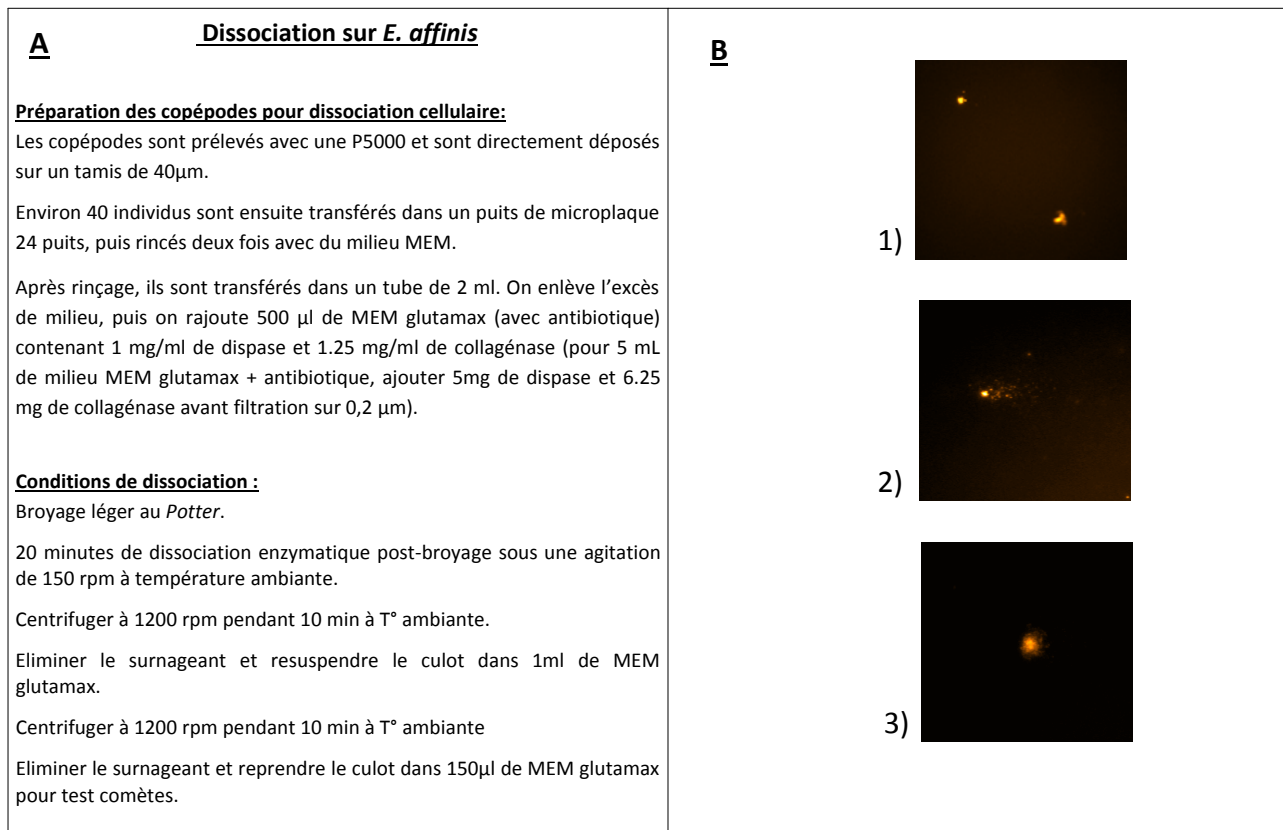 A
Dissociation sur E. affinis
Préparation des copépodes pour dissociation cellulaire:
Les copépodes sont prélevés avec une P5000 et sont directement déposés
sur un tamis de 40µm.
Environ 40 individus sont ensuite transférés dans un puits de microplaque
24 puits, puis rincés deux fois avec du milieu MEM.
Après rinçage, ils sont transférés dans un tube de 2 ml. On enlève l’excès
de milieu, puis on rajoute 500 µl de MEM glutamax (avec antibiotique)
contenant 1 mg/ml de dispase et 1.25 mg/ml de collagénase (pour 5 mL
de milieu MEM glutamax + antibiotique, ajouter 5mg de dispase et 6.25
mg de collagénase avant filtration sur 0,2 µm).
Conditions de dissociation :
Broyage léger au Potter.
20 minutes de dissociation enzymatique post-broyage sous une agitation
de 150 rpm à température ambiante.
Centrifuger à 1200 rpm pendant 10 min à T° ambiante.
Eliminer le surnageant et resuspendre le culot dans 1ml de MEM
glutamax.
Centrifuger à 1200 rpm pendant 10 min à T° ambiante
Eliminer le surnageant et reprendre le culot dans 150µl de MEM glutamax
pour test comètes.
B
1)
2)
3)